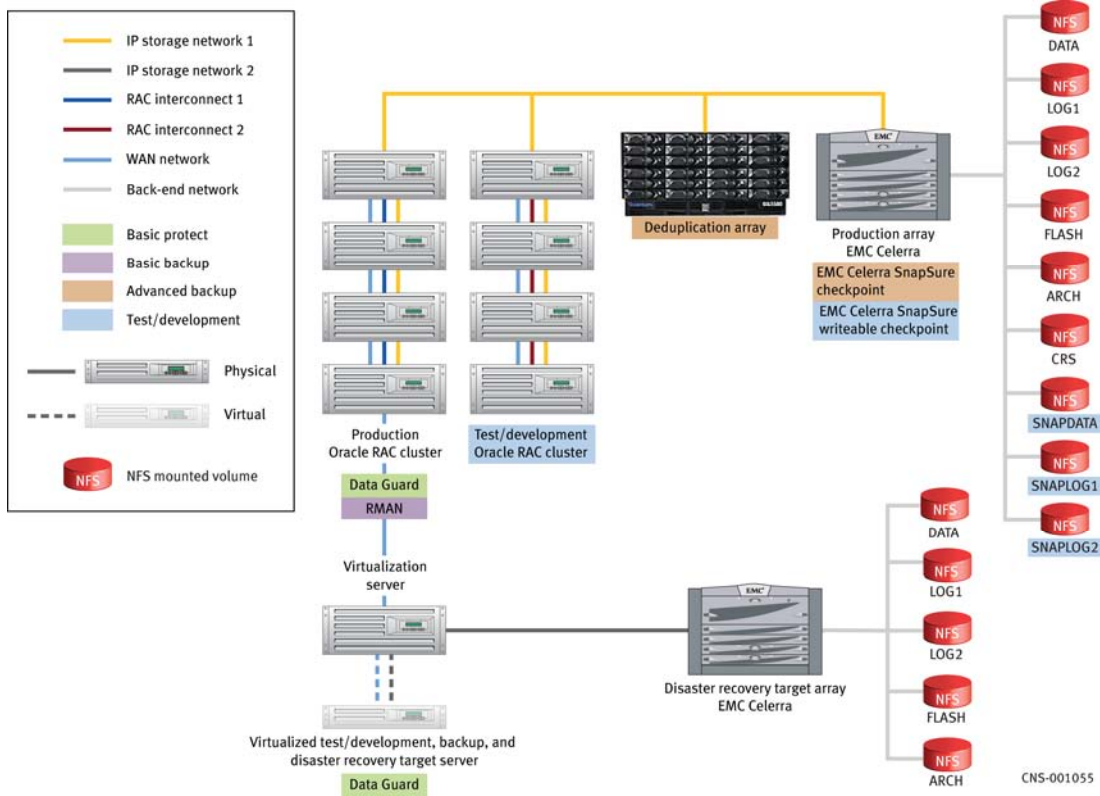 IP storage network 1
IP storage network 2
RAC interconnect 1
RAC interconnect 2
WAN network
Back-end network
Basic protect
Basic backup
Advanced backup
Test/development
Physical
Virtual
NFS
NFS mounted volume
Production
Oracle RAC cluster
Data Guard
RMAN
Test/development
Oracle RAC cluster
Deduplication array
EMC²
Production array
EMC Celerra
EMC Celerra SnapSure
checkpoint
EMC Celerra SnapSure
writeable checkpoint
NFS
DATA
NFS
LOG1
NFS
LOG2
NFS
FLASH
NFS
ARCH
NFS
CRS
NFS
SNAPDATA
NFS
SNAPLOG1
NFS
SNAPLOG2
Virtualization
server
Virtualized test/development, backup, and
disaster recovery target server
Data Guard
EMC²
Disaster recovery target array
EMC Celerra
NFS
DATA
NFS
LOG1
NFS
LOG2
NFS
FLASH
NFS
ARCH
CNS-001055